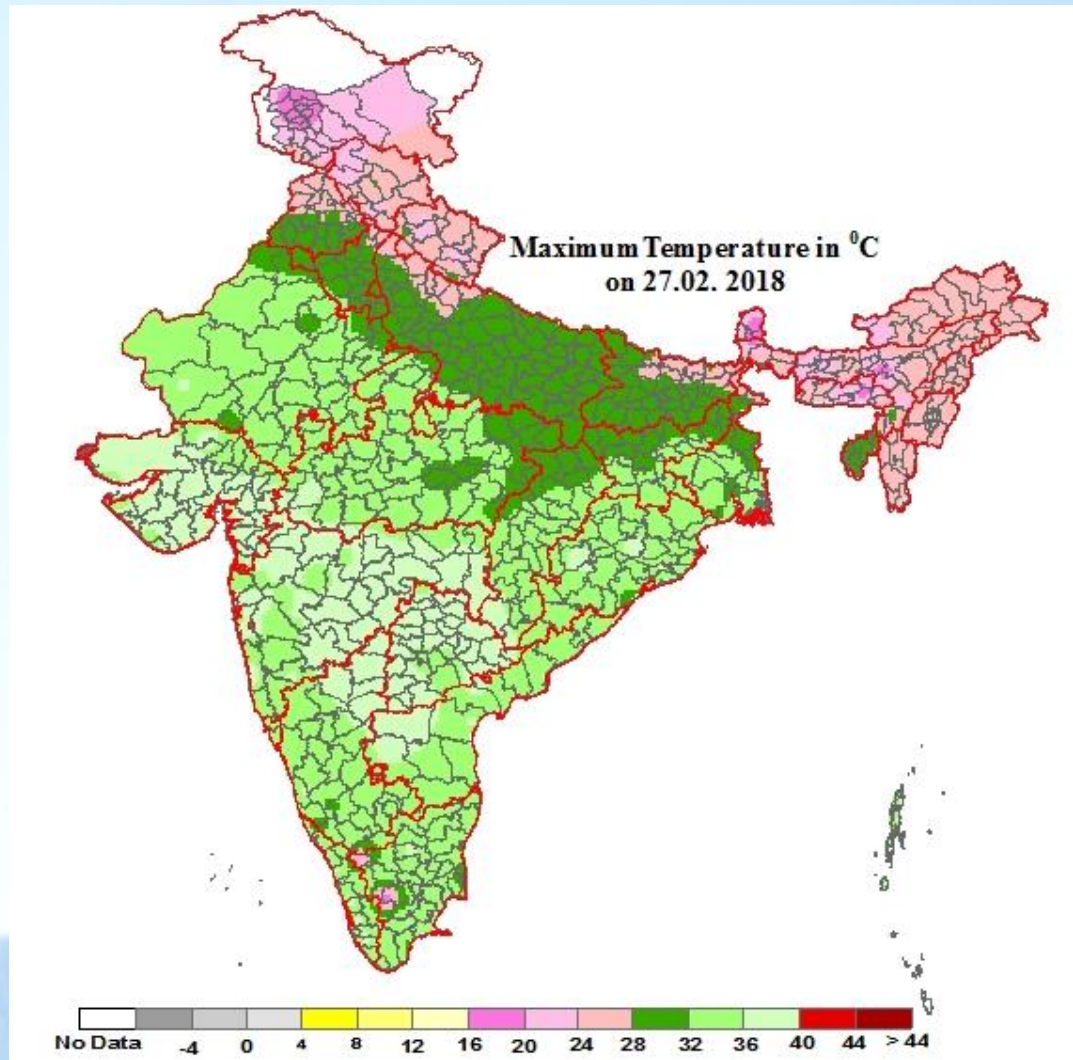 Maximum Temperature in ⁰C
on 27.02. 2018
No Data -4 0 4 8 12 16 20 24 28 32 36 40 44 > 44